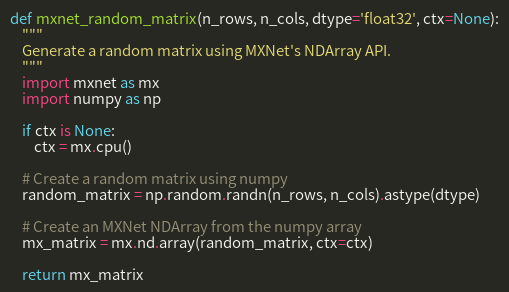 def mxnet_random_matrix(n_rows, n_cols, dtype='float32', ctx=None):
"""
Generate a random matrix using MXNet's NDArray API.
"""
import mxnet as mx
import numpy as np
if ctx is None:
ctx = mx.cpu()
# Create a random matrix using numpy
random_matrix = np.random.randn(n_rows, n_cols).astype(dtype)
# Create an MXNet NDArray from the numpy array
mx_matrix = mx.nd.array(random_matrix, ctx=ctx)
return mx_matrix